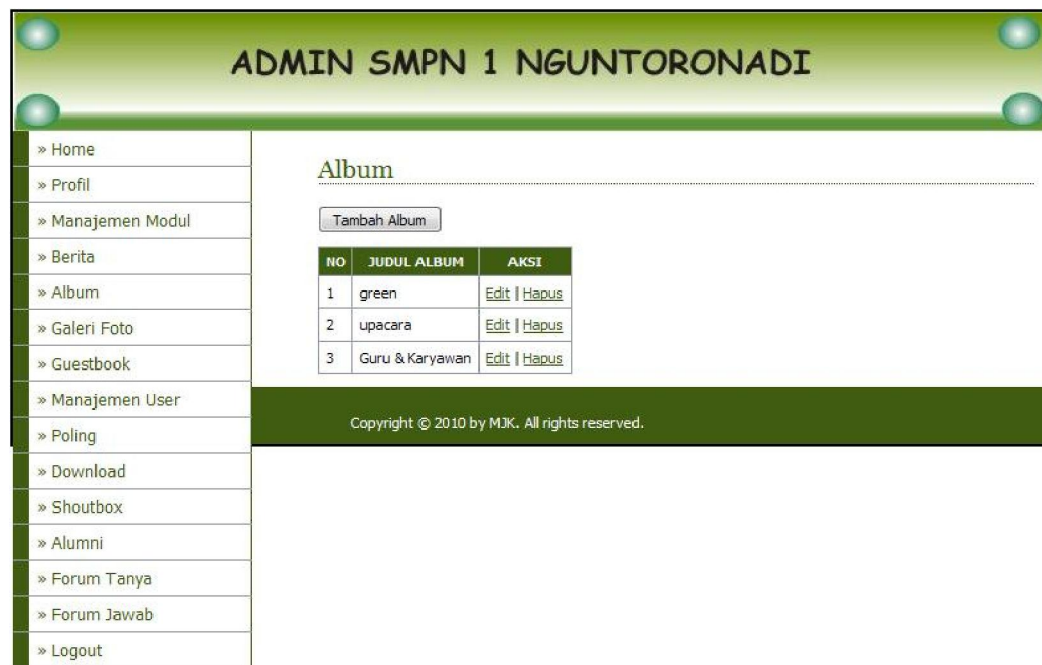 ADMIN SMPN 1 NGUNTORONADI
» Home
» Profil
» Manajemen Modul
» Berita
» Album
» Galeri Foto
» Guestbook
» Manajemen User
» Poling
» Download
» Shoutbox
» Alumni
» Forum Tanya
» Forum Jawab
» Logout
Album
Tambah Album
NO JUDUL ALBUM AKSI
1 green Edit | Hapus
2 upacara Edit | Hapus
3 Guru & Karyawan Edit | Hapus
Copyright © 2010 by MJK. All rights reserved.